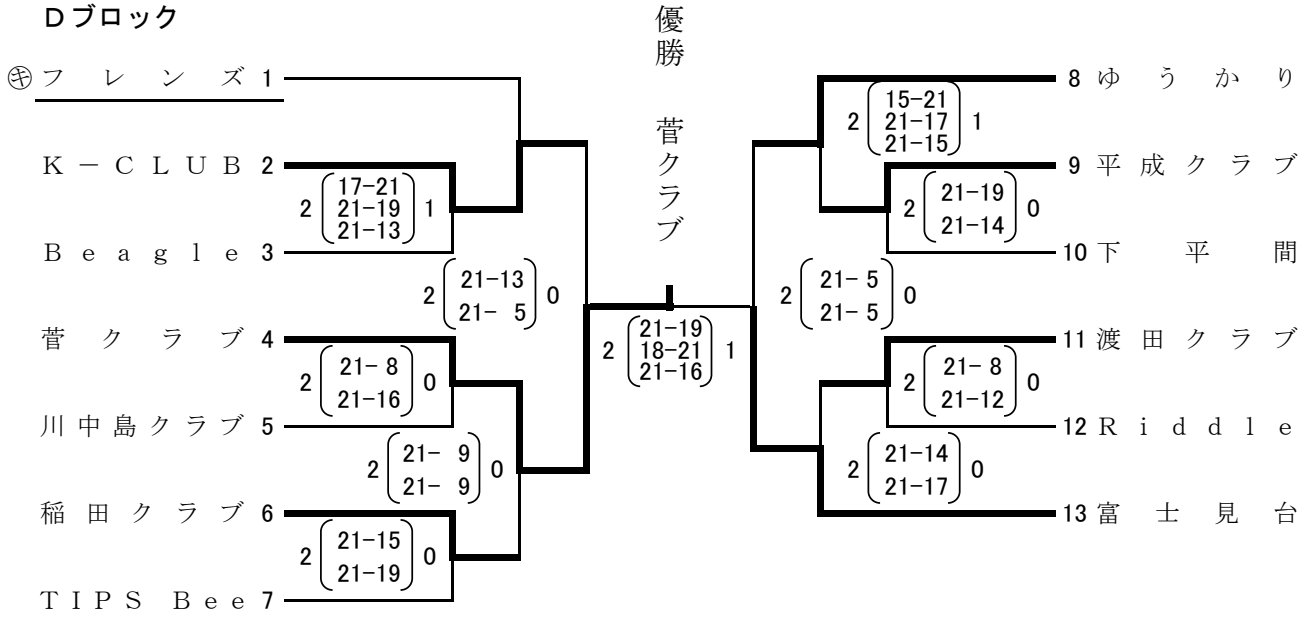 Dブロック
優勝 菅クラブ
㋖フレンズ 1
K－CLUB 2
2 17-21 1
21-19
21-13
Beagle 3
2 21-13 0
21- 5
菅クラブ 4
2 21- 8 0
21-16
川中島クラブ 5
2 21- 9 0
21- 9
稲田クラブ 6
2 21-15 0
21-19
TIPS Bee 7
2 21-19 1
18-21
21-16
8 ゆうかり
2 15-21 1
21-17
21-15
9 平成クラブ
2 21-19 0
21-14
10 下平間
2 21- 5 0
21- 5
11 渡田クラブ
2 21- 8 0
21-12
12 Riddle
2 21-14 0
21-17
13 富士見台